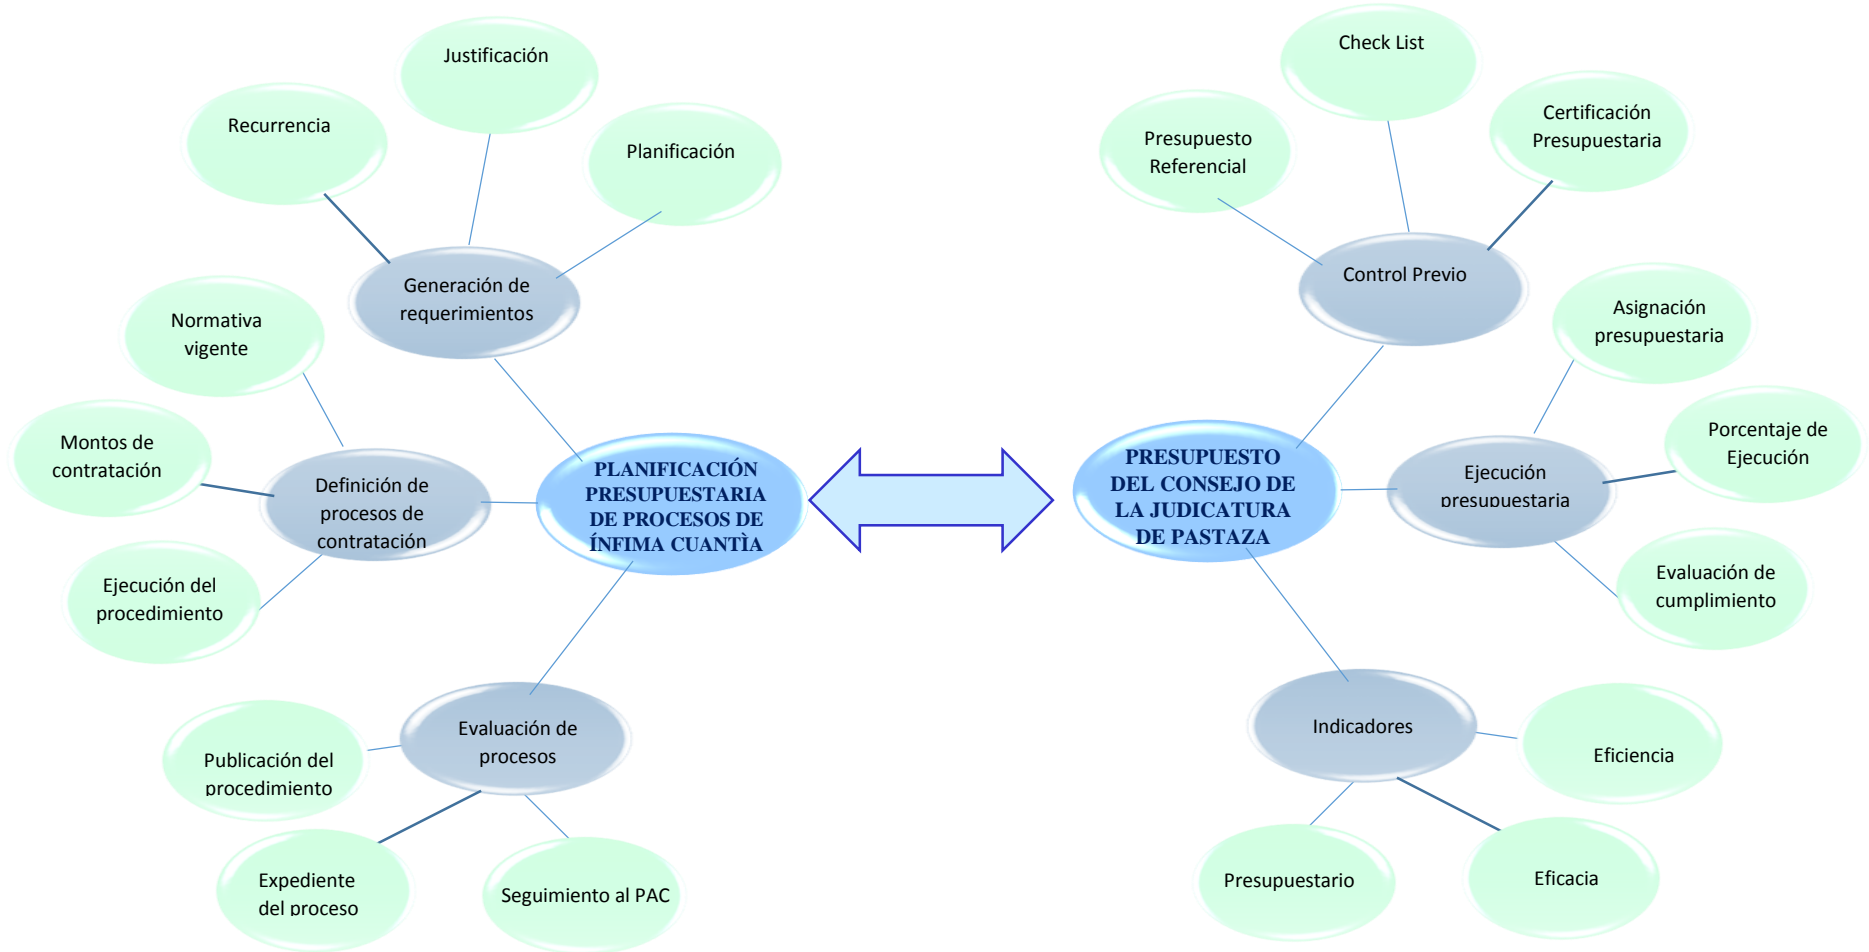 Justificación
Recurrencia
Planificación
Generación de
requerimientos
Normativa
vigente
Montos de
contratación
Definición de
procesos de
contratación
Ejecución del
procedimiento
PLANIFICACIÓN
PRESUPUESTARIA
DE PROCESOS DE
ÍNFIMA CUANTÌA
Evaluación de
procesos
Publicación del
procedimiento
Expediente
del proceso
Seguimiento al PAC
Check List
Presupuesto
Referencial
Certificación
Presupuestaria
Control Previo
Asignación
presupuestaria
PRESUPUESTO
DEL CONSEJO DE
LA JUDICATURA
DE PASTAZA
Ejecución
presupuestaria
Porcentaje de
Ejecución
Evaluación de
cumplimiento
Indicadores
Eficiencia
Presupuestario
Eficacia